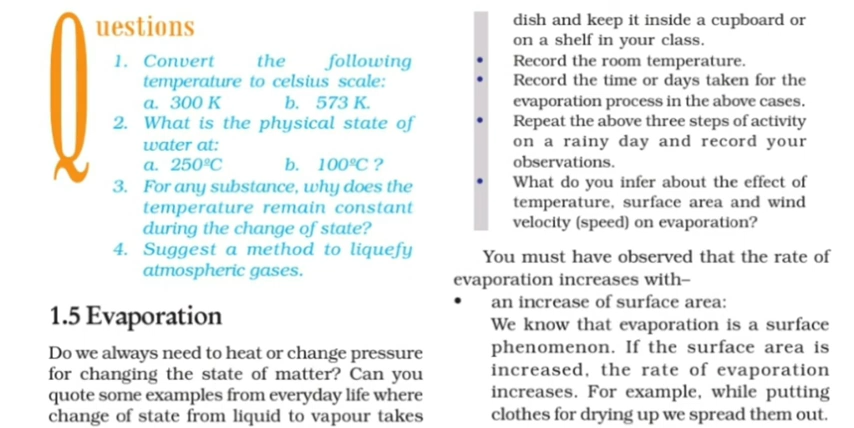 Questions
1. Convert the following
temperature to celsius scale:
a. 300 K b. 573 K.
2. What is the physical state of
water at:
a. 250ºC b. 100ºC ?
3. For any substance, why does the
temperature remain constant
during the change of state?
4. Suggest a method to liquefy
atmospheric gases.
1.5 Evaporation
Do we always need to heat or change pressure
for changing the state of matter? Can you
quote some examples from everyday life where
change of state from liquid to vapour takes
dish and keep it inside a cupboard or
on a shelf in your class.
• Record the room temperature.
• Record the time or days taken for the
evaporation process in the above cases.
• Repeat the above three steps of activity
on a rainy day and record your
observations.
• What do you infer about the effect of
temperature, surface area and wind
velocity (speed) on evaporation?
You must have observed that the rate of
evaporation increases with–
• an increase of surface area:
We know that evaporation is a surface
phenomenon. If the surface area is
increased, the rate of evaporation
increases. For example, while putting
clothes for drying up we spread them out.